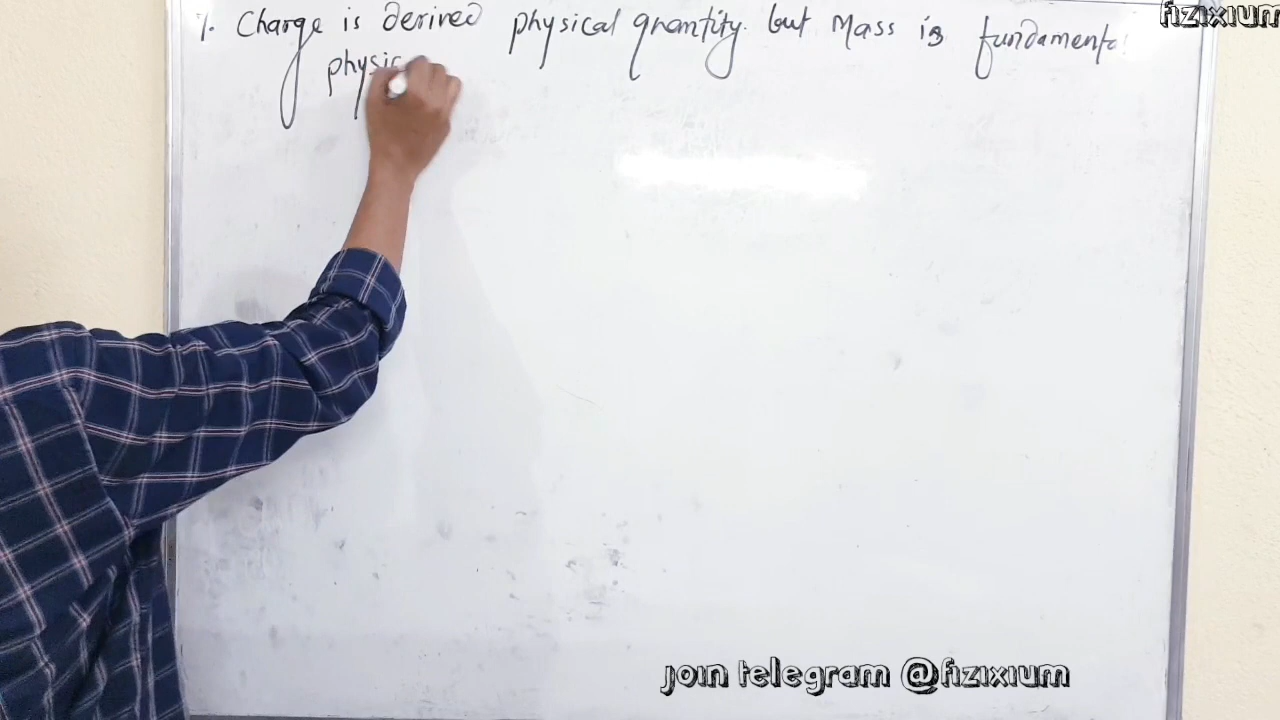 1. Charge is derived physical quantity. but Mass is fundamental
physic
fizixium
join telegram @fizixium